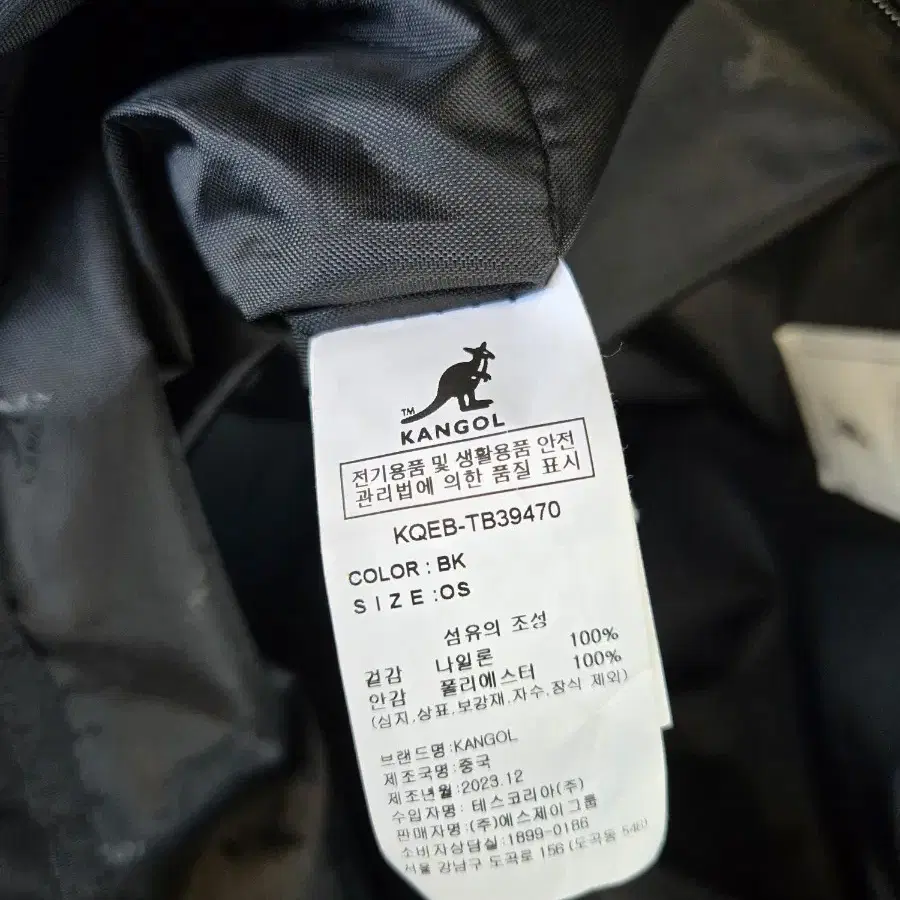 TM
KANGOL
전기용품 및 생활용품 안전
관리법에 의한 품질 표시
KQEB-TB39470
COLOR : BK
SIZE :OS
섬유의 조성
겉감 나일론 100%
안감 폴리에스터 100%
(심지,상표,보강재,자수,장식 제외)
브랜드명:KANGOL
제조국명:중국
제조년월:2023.12
수입자명: 테스코리아(주)
판매자명:(주)에스제이그룹
소비자상담실:1899-0186
서울 강남구 도곡로 156 (도곡동